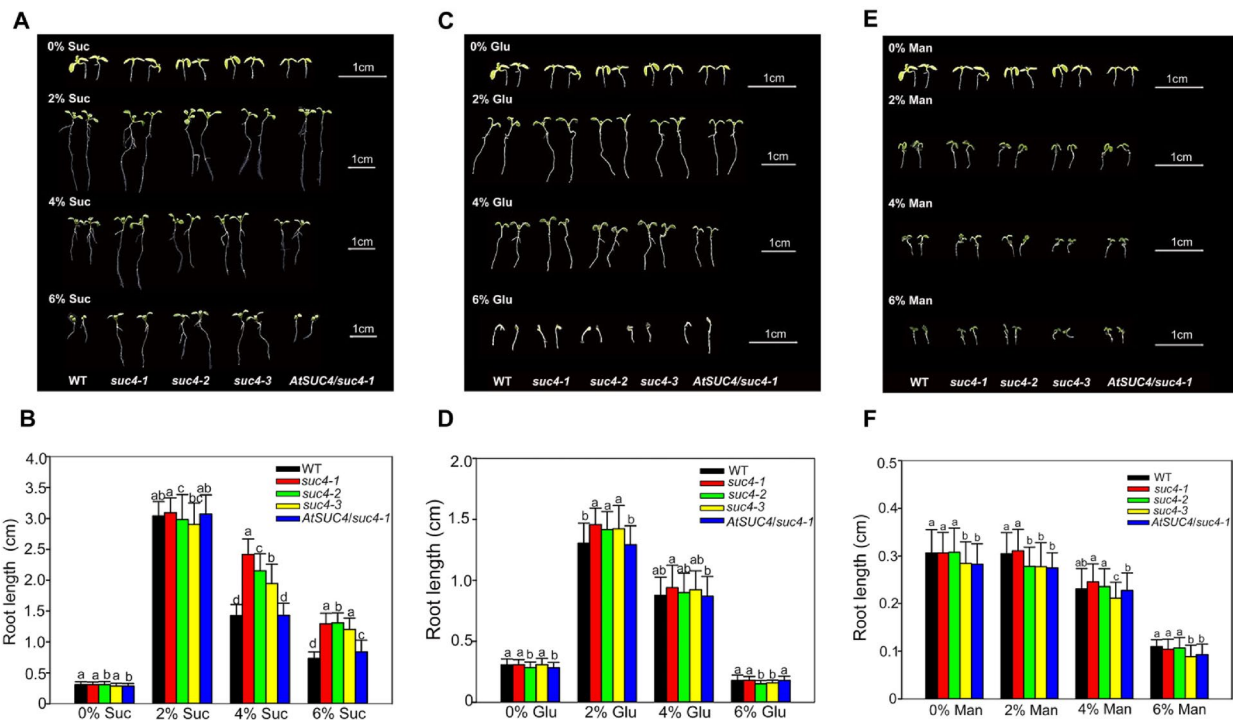 A
0% Suc
1cm
2% Suc
1cm
4% Suc
1cm
6% Suc
1cm
WT suc4-1 suc4-2 suc4-3 AtSUC4/suc4-1
C
0% Glu
1cm
2% Glu
1cm
4% Glu
1cm
6% Glu
1cm
WT suc4-1 suc4-2 suc4-3 AtSUC4/suc4-1
E
0% Man
1cm
2% Man
1cm
4% Man
1cm
6% Man
1cm
WT suc4-1 suc4-2 suc4-3 AtSUC4/suc4-1
B
Root length (cm)
4.0
3.5
3.0
2.5
2.0
1.5
1.0
0.5
0
WT
suc4-1
suc4-2
suc4-3
AtSUC4/suc4-1
a a b a b
ab a c bc ab
d a c b d
d a b a c
0% Suc 2% Suc 4% Suc 6% Suc
D
Root length (cm)
2.0
1.5
1.0
0.5
0
WT
suc4-1
suc4-2
suc4-3
AtSUC4/suc4-1
a a b a b
b a a a b
ab a ab ab a
a a b b a
0% Glu 2% Glu 4% Glu 6% Glu
F
Root length (cm)
0.5
0.4
0.3
0.2
0.1
0
WT
suc4-1
suc4-2
suc4-3
AtSUC4/suc4-1
a a a b b
a a b b b
ab a a c b
a a a b b
0% Man 2% Man 4% Man 6% Man